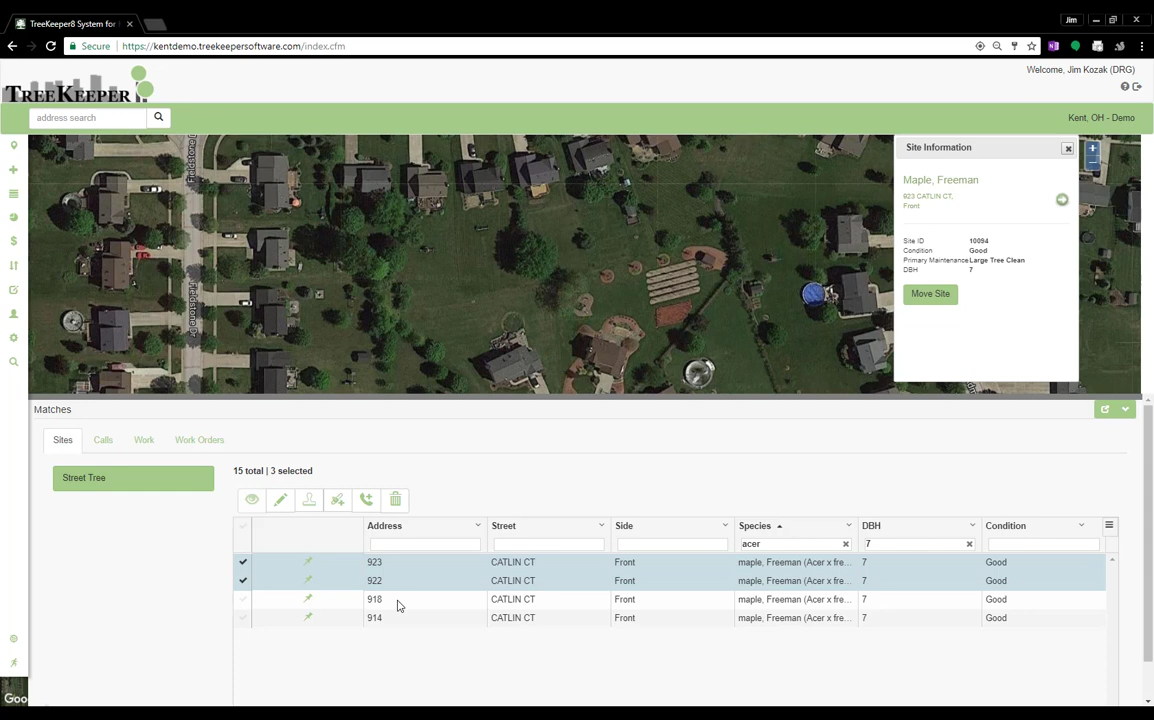 TreeKeeper8 System for
Jim
Secure
https://kentdemo.treekeepersoftware.com/index.cfm
Welcome, Jim Kozak (DRG)
TREEKEEPER
address search
Kent, OH - Demo
Fieldstone D
Fieldstone Dr
Site Information
Maple, Freeman
923 CATLIN CT,
Front
Site ID 10094
Condition Good
Primary Maintenance Large Tree Clean
DBH 7
Move Site
Matches
Sites Calls Work Work Orders
Street Tree
15 total | 3 selected
Address Street Side Species DBH Condition
acer 7
923 CATLIN CT Front maple, Freeman (Acer x fre... 7 Good
922 CATLIN CT Front maple, Freeman (Acer x fre... 7 Good
918 CATLIN CT Front maple, Freeman (Acer x fre... 7 Good
914 CATLIN CT Front maple, Freeman (Acer x fre... 7 Good
Goo